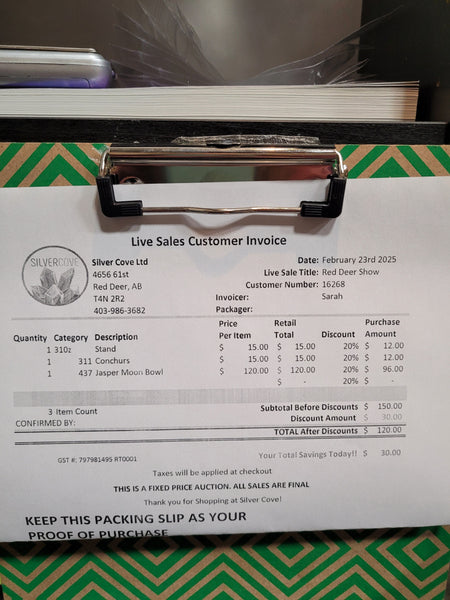 Live Sales Customer Invoice
SILVERCOVE
Silver Cove Ltd
4656 61st
Red Deer, AB
T4N 2R2
403-986-3682
Date: February 23rd 2025
Live Sale Title: Red Deer Show
Customer Number: 16268
Invoicer: Sarah
Packager:
Quantity Category Description Price Per Item Retail Total Discount Purchase Amount
1 310z Stand $ 15.00 $ 15.00 20% $ 12.00
1 311 Conchurs $ 15.00 $ 15.00 20% $ 12.00
1 437 Jasper Moon Bowl $ 120.00 $ 120.00 20% $ 96.00
$ - 20% $ -
3 Item Count
CONFIRMED BY:
Subtotal Before Discounts $ 150.00
Discount Amount $ 30.00
TOTAL After Discounts $ 120.00
GST #: 797981495 RT0001
Your Total Savings Today!! $ 30.00
Taxes will be applied at checkout
THIS IS A FIXED PRICE AUCTION. ALL SALES ARE FINAL
Thank you for Shopping at Silver Cove!
KEEP THIS PACKING SLIP AS YOUR
PROOF OF PURCHASE